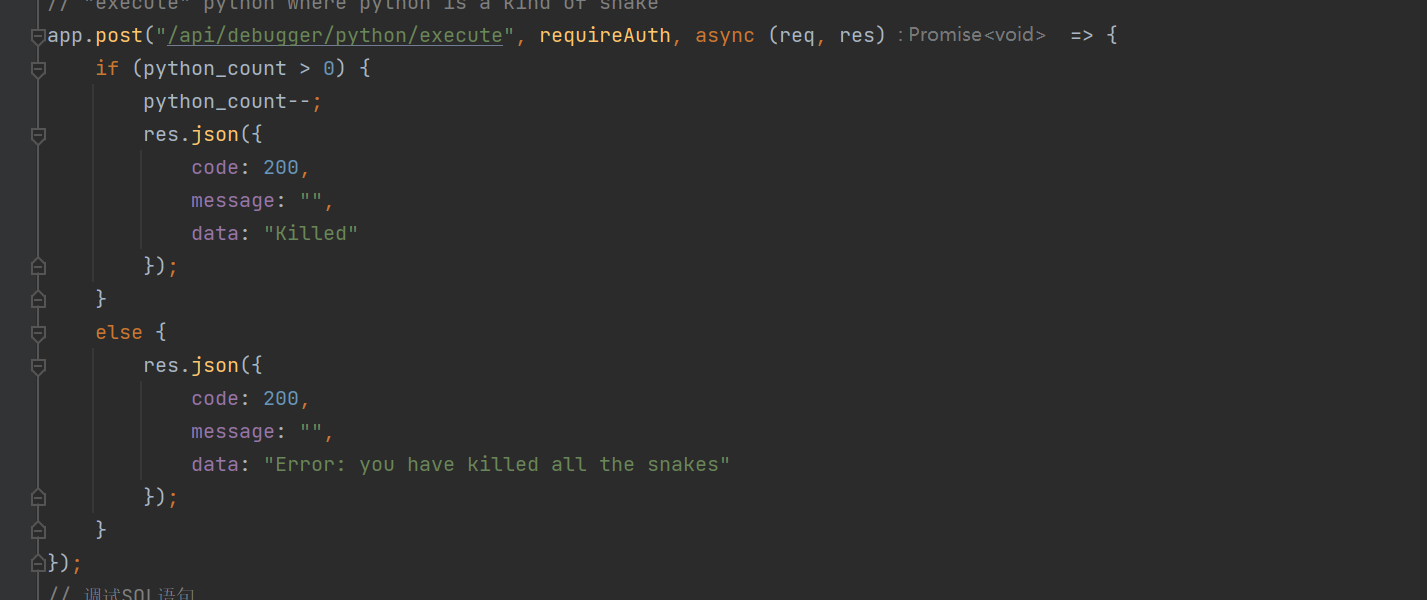 // "execute" python where python is a kind of snake
app.post("/api/debugger/python/execute", requireAuth, async (req, res) : Promise<void> => {
    if (python_count > 0) {
        python_count--;
        res.json({
            code: 200,
            message: "",
            data: "Killed"
        });
    }
    else {
        res.json({
            code: 200,
            message: "",
            data: "Error: you have killed all the snakes"
        });
    }
});
// 调试SQL语句